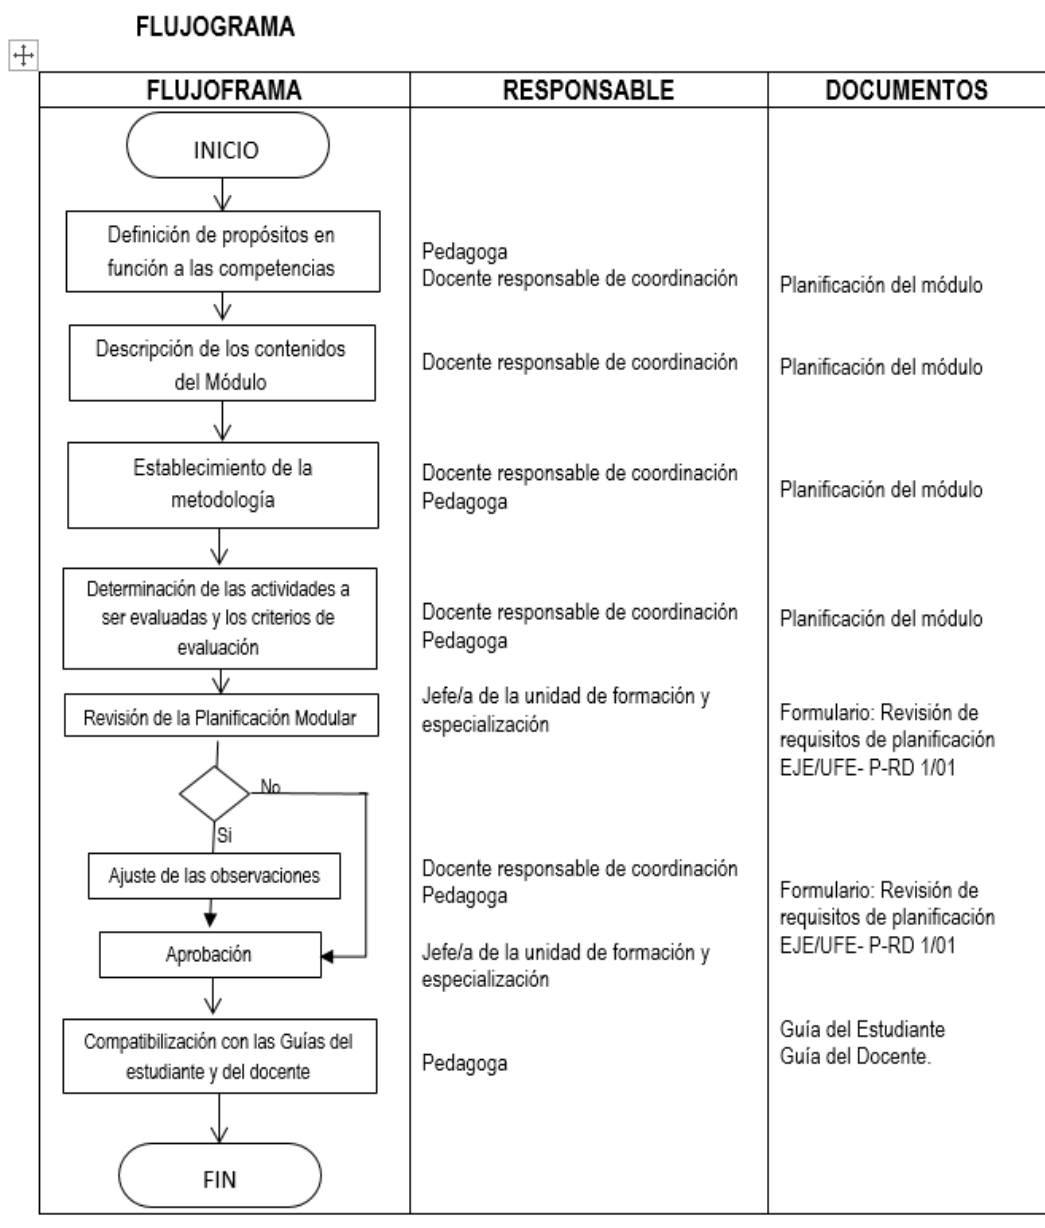 FLUJOGRAMA
FLUJOFRAMA RESPONSABLE DOCUMENTOS
INICIO
Definición de propósitos en
función a las competencias
Pedagoga
Docente responsable de coordinación
Planificación del módulo
Descripción de los contenidos
del Módulo
Docente responsable de coordinación
Planificación del módulo
Establecimiento de la
metodología
Docente responsable de coordinación
Pedagoga
Planificación del módulo
Determinación de las actividades a
ser evaluadas y los criterios de
evaluación
Docente responsable de coordinación
Pedagoga
Planificación del módulo
Revisión de la Planificación Modular
Jefe/a de la unidad de formación y
especialización
Formulario: Revisión de
requisitos de planificación
EJE/UFE- P-RD 1/01
No
Si
Ajuste de las observaciones
Docente responsable de coordinación
Pedagoga
Formulario: Revisión de
requisitos de planificación
EJE/UFE- P-RD 1/01
Aprobación
Jefe/a de la unidad de formación y
especialización
Compatibilización con las Guías del
estudiante y del docente
Pedagoga
Guía del Estudiante
Guía del Docente.
FIN